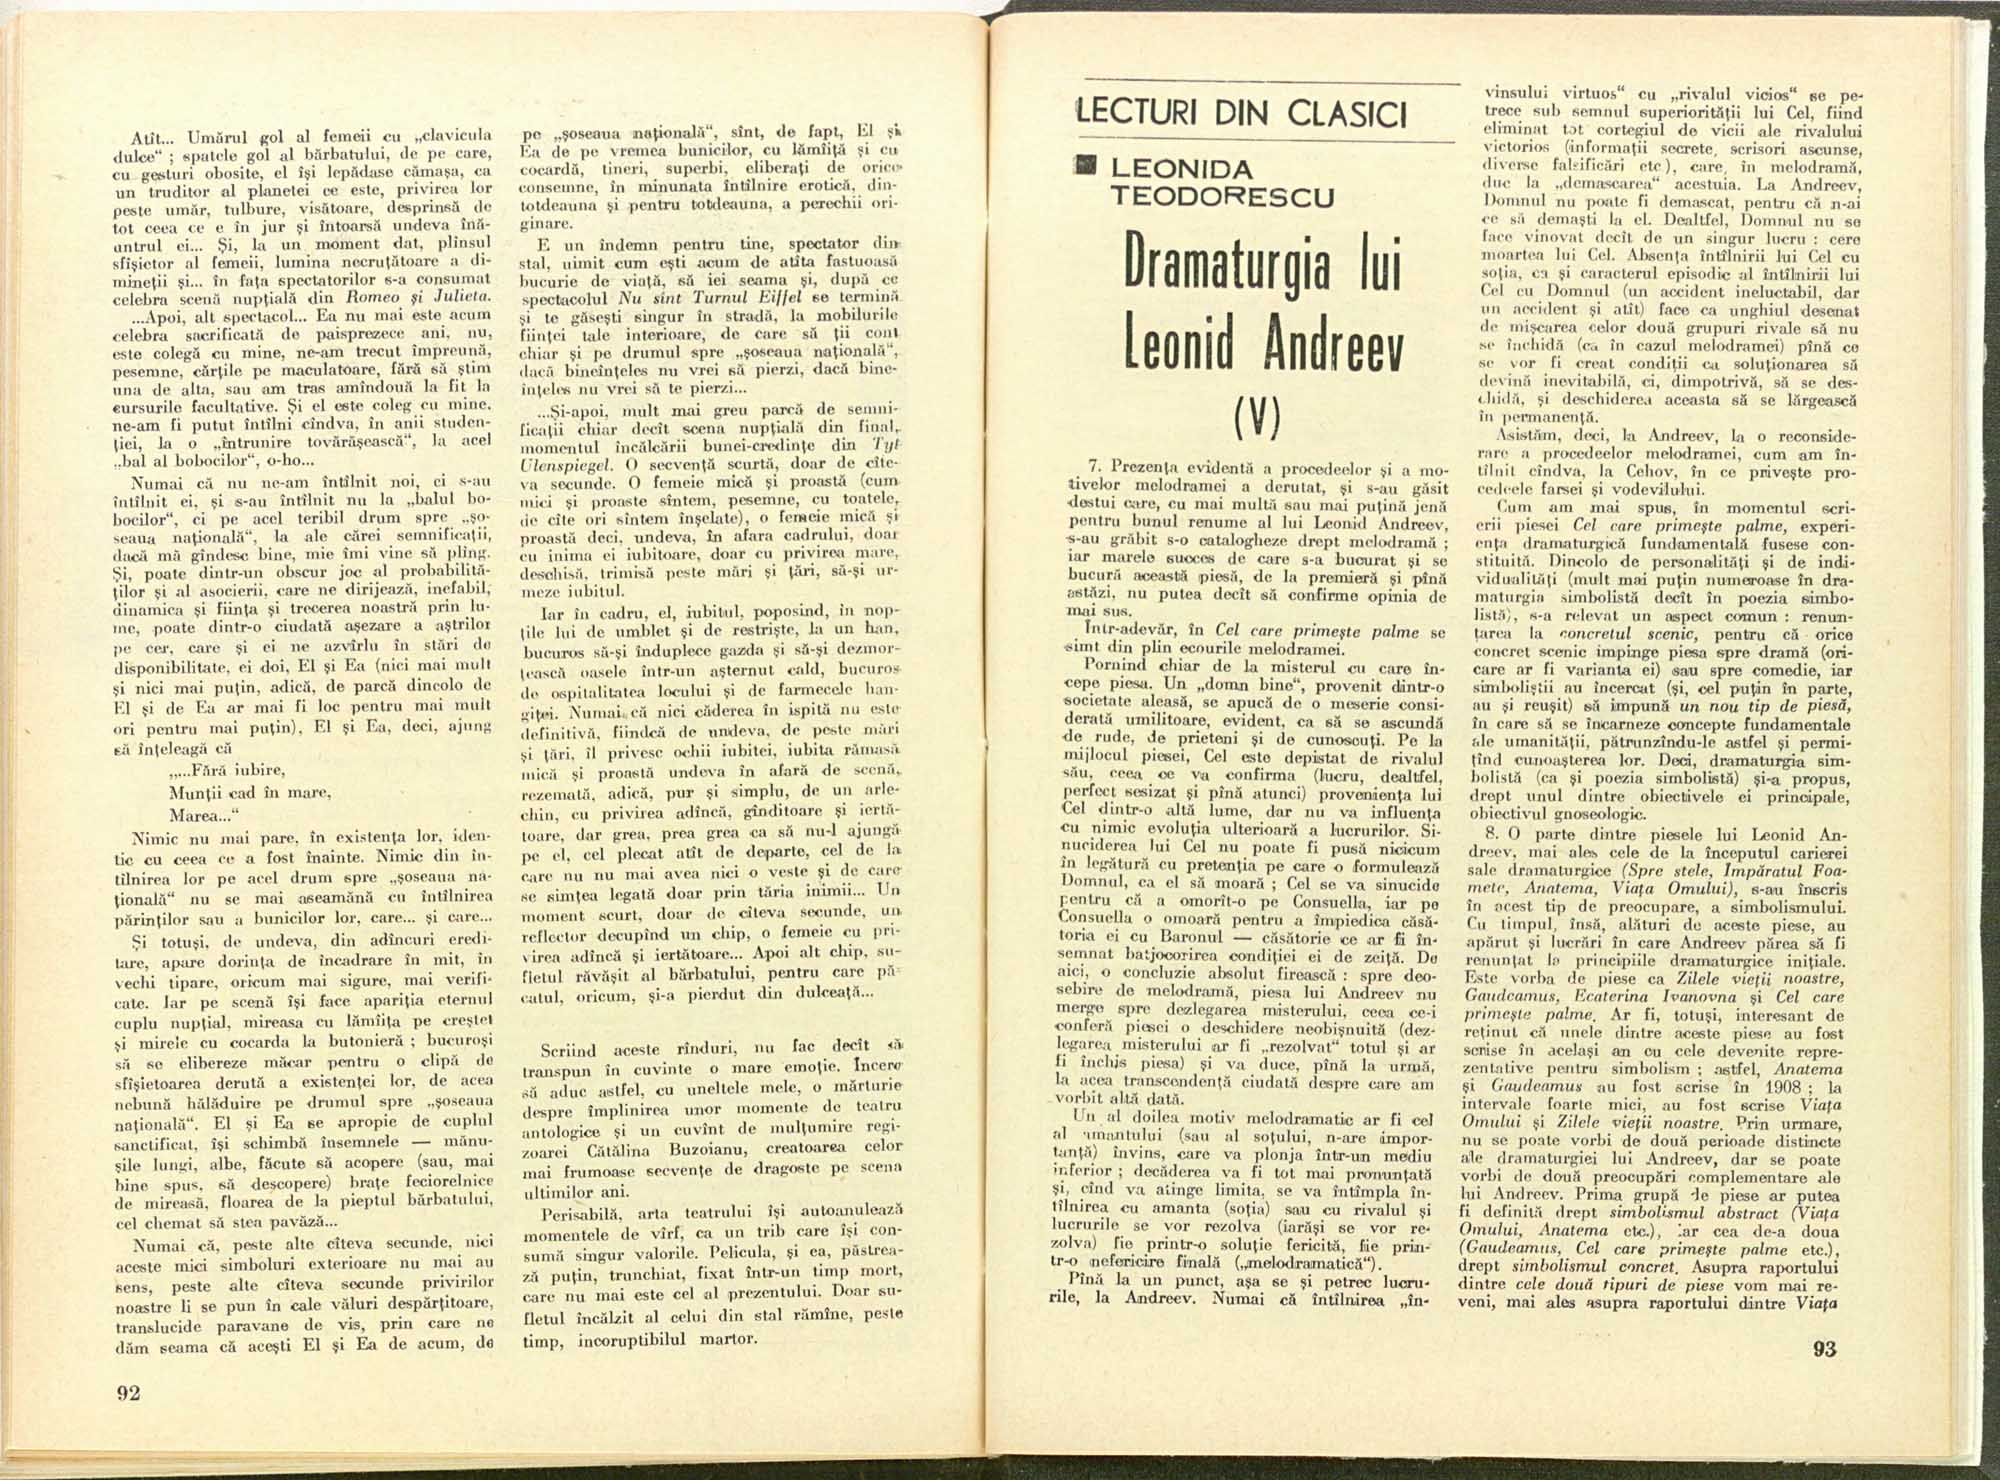 Atît... Umărul gol al femeii cu „clavicula
dulce“ ; spatele gol al bărbatului, de pe care,
cu gesturi obosite, el își lepădase cămașa, ca
un truditor al planetei ce este, privirea lor
peste umăr, tulbure, visătoare, desprinsă de
tot ceea ce e în jur și întoarsă undeva înă-
untrul ei... Și, la un moment dat, plînsul
sfîșietor al femeii, lumina necruțătoare a di-
mineții și... în fața spectatorilor s-a consumat
celebra scenă nupțială din Romeo și Julieta.
...Apoi, alt spectacol... Ea nu mai este acum
celebra sacrificată de paisprezece ani, nu,
este colegă cu mine, ne-am trecut împreună,
pesemne, cărțile pe maculatoare, fără să știm
una de alta, sau am tras amîndouă la fit la
cursurile facultative. Și el este coleg cu mine,
ne-am fi putut întîlni cîndva, în anii studen-
ției, la o „întrunire tovărășească“, la acel
„bal al bobocilor“, o-ho...
Numai că nu ne-am întîlnit noi, ci s-au
întîlnit ei, și s-au întîlnit nu la „balul bo-
bocilor“, ci pe acel teribil drum spre „șo-
seaua națională“, la ale cărei semnificații,
dacă mă gîndesc bine, mie îmi vine să plîng.
Și, poate dintr-un obscur joc al probabilită-
ților și al asocierii, care ne dirijează, inefabil,
dinamica și ființa și trecerea noastră prin lu-
me, poate dintr-o ciudată așezare a aștrilor
pe cer, care și ei ne azvîrlu în stări de
disponibilitate, ei doi, El și Ea (nici mai mult
și nici mai puțin, adică, de parcă dincolo de
El și de Ea ar mai fi loc pentru mai mult
ori pentru mai puțin), El și Ea, deci, ajung
să înțeleagă că
„...Fără iubire,
Munții cad în mare,
Marea...“
Nimic nu mai pare, în existența lor, iden-
tic cu ceea ce a fost înainte. Nimic din în-
tîlnirea lor pe acel drum spre „șoseaua na-
țională“ nu se mai aseamănă cu întîlnirea
părinților sau a bunicilor lor, care... și care...
Și totuși, de undeva, din adîncuri eredi-
tare, apare dorința de încadrare în mit, în
vechi tipare, oricum mai sigure, mai verifi-
cate. Iar pe scenă își face apariția eternul
cuplu nupțial, mireasa cu lămîița pe creștet
și mirele cu cocarda la butonieră ; bucuroși
să se elibereze măcar pentru o clipă de
sfîșietoarea derută a existenței lor, de acea
nebună hălăduire pe drumul spre „șoseaua
națională“. El și Ea se apropie de cuplul
sanctificat, își schimbă însemnele — mănu-
șile lungi, albe, făcute să acopere (sau, mai
bine spus, să descopere) brațe feciorelnice
de mireasă, floarea de la pieptul bărbatului,
cel chemat să stea pavăză...
Numai că, peste alte cîteva secunde, nici
aceste mici simboluri exterioare nu mai au
sens, peste alte cîteva secunde privirilor
noastre li se pun în cale văluri despărțitoare,
translucide paravane de vis, prin care ne
dăm seama că acești El și Ea de acum, de
92
pe „șoseaua națională“, sînt, de fapt, El și
Ea de pe vremea bunicilor, cu lămîiță și cu
cocardă, tineri, superbi, eliberați de orice
consemne, în minunata întîlnire erotică, din-
totdeauna și pentru totdeauna, a perechii ori-
ginare.
E un îndemn pentru tine, spectator din
stal, uimit cum ești acum de atîta fastuoasă
bucurie de viață, să iei seama și, după ce
spectacolul Nu sînt Turnul Eiffel se termină
și te găsești singur în stradă, la mobilurile
ființei tale interioare, de care să ții cont
chiar și pe drumul spre „șoseaua națională“,
dacă bineînțeles nu vrei să pierzi, dacă bine-
înțeles nu vrei să te pierzi...
...Și-apoi, mult mai greu parcă de semni-
ficații chiar decît scena nupțială din final,
momentul încălcării bunei-credințe din Tyl
Ulenspiegel. O secvență scurtă, doar de cîte-
va secunde. O femeie mică și proastă (cum
mici și proaste sîntem, pesemne, cu toatele,
de cîte ori sîntem înșelate), o femeie mică și
proastă deci, undeva, în afara cadrului, doar
cu inima ei iubitoare, doar cu privirea mare,
deschisă, trimisă peste mări și țări, să-și ur-
meze iubitul.
Iar în cadru, el, iubitul, poposind, în nop-
țile lui de umblet și de restriște, la un han,
bucuros să-și înduplece gazda și să-și dezmor-
țească oasele într-un așternut cald, bucuros
de ospitalitatea locului și de farmecele han-
giței. Numai că nici căderea în ispită nu este
definitivă, fiindcă de undeva, de peste mări
și țări, îl privesc ochii iubitei, iubita rămasă
mică și proastă undeva în afară de scenă,
rezemată, adică, pur și simplu, de un arle-
chin, cu privirea adîncă, gînditoare și iertă-
toare, dar grea, prea grea ca să nu-l ajungă
pe el, cel plecat atît de departe, cel de la
care nu nu mai avea nici o veste și de care
se simțea legată doar prin tăria inimii... Un
moment scurt, doar de cîteva secunde, un
reflector decupînd un chip, o femeie cu pri-
virea adîncă și iertătoare... Apoi alt chip, su-
fletul răvășit al bărbatului, pentru care pă-
catul, oricum, și-a pierdut din dulceață...
Scriind aceste rînduri, nu fac decît să
transpun în cuvinte o mare emoție. Încerc
să aduc astfel, cu uneltele mele, o mărturie
despre împlinirea unor momente de teatru
antologice și un cuvînt de mulțumire regi-
zoarei Cătălina Buzoianu, creatoarea celor
mai frumoase secvențe de dragoste pe scena
ultimilor ani.
Perisabilă, arta teatrului își autoanulează
momentele de vîrf, ca un trib care își con-
sumă singur valorile. Pelicula, și ea, păstrea-
ză puțin, trunchiat, fixat într-un timp mort,
care nu mai este cel al prezentului. Doar su-
fletul încălzit al celui din stal rămîne, peste
timp, incoruptibilul martor.
LECTURI DIN CLASICI
LEONIDA
TEODORESCU
Dramaturgia lui
Leonid Andreev
(V)
7. Prezența evidentă a procedeelor și a mo-
tivelor melodramei a derutat, și s-au găsit
destui care, cu mai multă sau mai puțină jenă
pentru bunul renume al lui Leonid Andreev,
s-au grăbit s-o catalogheze drept melodramă ;
iar marele succes de care s-a bucurat și se
bucură această piesă, de la premieră și pînă
astăzi, nu putea decît să confirme opinia de
mai sus.
Într-adevăr, în Cel care primește palme se
simt din plin ecourile melodramei.
Pornind chiar de la misterul cu care în-
cepe piesa. Un „domn bine“, provenit dintr-o
societate aleasă, se apucă de o meserie consi-
derată umilitoare, evident, ca să se ascundă
de rude, de prieteni și de cunoscuți. Pe la
mijlocul piesei, Cel este depistat de rivalul
său, ceea ce va confirma (lucru, dealtfel,
perfect sesizat și pînă atunci) proveniența lui
Cel dintr-o altă lume, dar nu va influența
cu nimic evoluția ulterioară a lucrurilor. Si-
nuciderea lui Cel nu poate fi pusă nicicum
în legătură cu pretenția pe care o formulează
Domnul, ca el să moară ; Cel se va sinucide
pentru că a omorît-o pe Consuella, iar pe
Consuella o omoară pentru a împiedica căsă-
toria ei cu Baronul — căsătorie ce ar fi în-
semnat batjocorirea condiției ei de zeiță. De
aici, o concluzie absolut firească : spre deo-
sebire de melodramă, piesa lui Andreev nu
merge spre dezlegarea misterului, ceea ce-i
conferă piesei o deschidere neobișnuită (dez-
legarea misterului ar fi „rezolvat“ totul și ar
fi închis piesa) și va duce, pînă la urmă,
la acea transcendență ciudată despre care am
vorbit altă dată.
Un al doilea motiv melodramatic ar fi cel
al amantului (sau al soțului, n-are impor-
tanță) învins, care va plonja într-un mediu
inferior ; decăderea va fi tot mai pronunțată
și, cînd va atinge limita, se va întîmpla în-
tîlnirea cu amanta (soția) sau cu rivalul și
lucrurile se vor rezolva (iarăși se vor re-
zolva) fie printr-o soluție fericită, fie prin-
tr-o nefericire finală („melodramatică“).
Pînă la un punct, așa se și petrec lucru-
rile, la Andreev. Numai că întîlnirea „în-
vinsului virtuos“ cu „rivalul vicios“ se pe-
trece sub semnul superiorității lui Cel, fiind
eliminat tot cortegiul de vicii ale rivalului
victorios (informații secrete, scrisori ascunse,
diverse falsificări etc), care, în melodramă,
duc la „demascarea“ acestuia. La Andreev,
Domnul nu poate fi demascat, pentru că n-ai
ce să demaști la el. Dealtfel, Domnul nu se
face vinovat decît de un singur lucru : cere
moartea lui Cel. Absența întîlnirii lui Cel cu
soția, ca și caracterul episodic al întîlnirii lui
Cel cu Domnul (un accident ineluctabil, dar
un accident și atît) face ca unghiul desenat
de mișcarea celor două grupuri rivale să nu
se închidă (ca în cazul melodramei) pînă ce
se vor fi creat condiții ca soluționarea să
devină inevitabilă, ci, dimpotrivă, să se des-
chidă, și deschiderea aceasta să se lărgească
în permanență.
Asistăm, deci, la Andreev, la o reconside-
rare a procedeelor melodramei, cum am în-
tîlnit cîndva, la Cehov, în ce privește pro-
cedeele farsei și vodevilului.
Cum am mai spus, în momentul scri-
erii piesei Cel care primește palme, experi-
ența dramaturgică fundamentală fusese con-
stituită. Dincolo de personalități și de indi-
vidualități (mult mai puțin numeroase în dra-
maturgia simbolistă decît în poezia simbo-
listă), s-a relevat un aspect comun : renun-
țarea la concretul scenic, pentru că orice
concret scenic împinge piesa spre dramă (ori-
care ar fi varianta ei) sau spre comedie, iar
simboliștii au încercat (și, cel puțin în parte,
au și reușit) să impună un nou tip de piesă,
în care să se încarneze concepte fundamentale
ale umanității, pătrunzîndu-le astfel și permi-
țînd cunoașterea lor. Deci, dramaturgia sim-
bolistă (ca și poezia simbolistă) și-a propus,
drept unul dintre obiectivele ei principale,
obiectivul gnoseologic.
8. O parte dintre piesele lui Leonid An-
dreev, mai ales cele de la începutul carierei
sale dramaturgice (Spre stele, Împăratul Foa-
mete, Anatema, Viața Omului), s-au înscris
în acest tip de preocupare, a simbolismului.
Cu timpul, însă, alături de aceste piese, au
apărut și lucrări în care Andreev părea să fi
renunțat la principiile dramaturgice inițiale.
Este vorba de piese ca Zilele vieții noastre,
Gaudeamus, Ecaterina Ivanovna și Cel care
primește palme. Ar fi, totuși, interesant de
reținut că unele dintre aceste piese au fost
scrise în același an cu cele devenite repre-
zentative pentru simbolism ; astfel, Anatema
și Gaudeamus au fost scrise în 1908 ; la
intervale foarte mici, au fost scrise Viața
Omului și Zilele vieții noastre. Prin urmare,
nu se poate vorbi de două perioade distincte
ale dramaturgiei lui Andreev, dar se poate
vorbi de două preocupări complementare ale
lui Andreev. Prima grupă de piese ar putea
fi definită drept simbolismul abstract (Viața
Omului, Anatema etc.), iar cea de-a doua
(Gaudeamus, Cel care primește palme etc.),
drept simbolismul concret. Asupra raportului
dintre cele două tipuri de piese vom mai re-
veni, mai ales asupra raportului dintre Viața
93